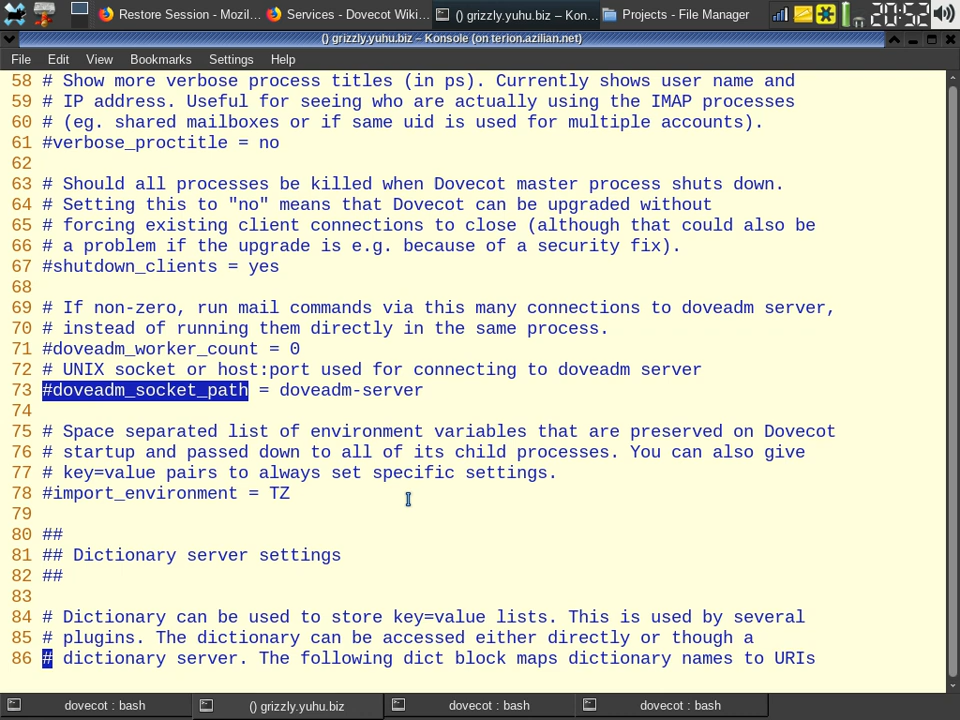 Restore Session - Mozil...
Services - Dovecot Wiki...
() grizzly.yuhu.biz – Kon...
Projects - File Manager
20:52
() grizzly.yuhu.biz – Konsole (on terion.azilian.net)
File Edit View Bookmarks Settings Help
58 # Show more verbose process titles (in ps). Currently shows user name and
59 # IP address. Useful for seeing who are actually using the IMAP processes
60 # (eg. shared mailboxes or if same uid is used for multiple accounts).
61 #verbose_proctitle = no
62
63 # Should all processes be killed when Dovecot master process shuts down.
64 # Setting this to "no" means that Dovecot can be upgraded without
65 # forcing existing client connections to close (although that could also be
66 # a problem if the upgrade is e.g. because of a security fix).
67 #shutdown_clients = yes
68
69 # If non-zero, run mail commands via this many connections to doveadm server,
70 # instead of running them directly in the same process.
71 #doveadm_worker_count = 0
72 # UNIX socket or host:port used for connecting to doveadm server
73 #doveadm_socket_path = doveadm-server
74
75 # Space separated list of environment variables that are preserved on Dovecot
76 # startup and passed down to all of its child processes. You can also give
77 # key=value pairs to always set specific settings.
78 #import_environment = TZ
79
80 ##
81 ## Dictionary server settings
82 ##
83
84 # Dictionary can be used to store key=value lists. This is used by several
85 # plugins. The dictionary can be accessed either directly or though a
86 # dictionary server. The following dict block maps dictionary names to URIs
dovecot : bash
() grizzly.yuhu.biz
dovecot : bash
dovecot : bash